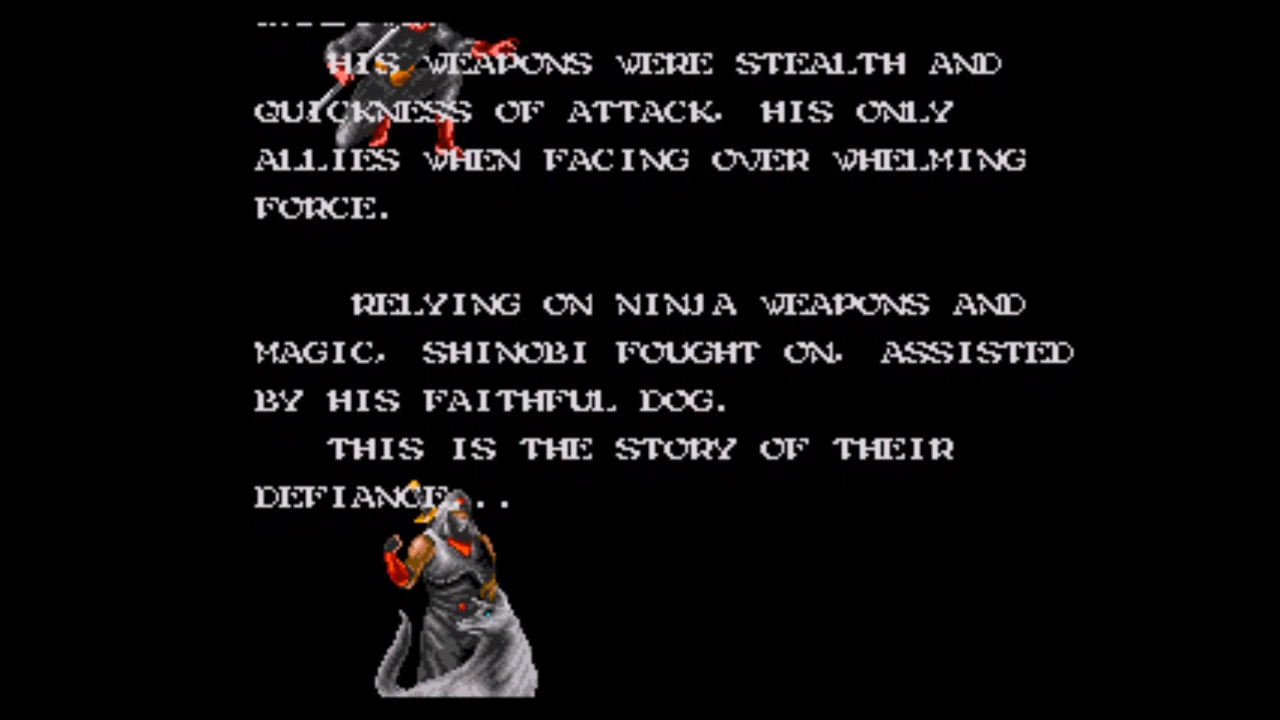 HIS WEAPONS WERE STEALTH AND
QUICKNESS OF ATTACK. HIS ONLY
ALLIES WHEN FACING OVER WHELMING
FORCE.
RELYING ON NINJA WEAPONS AND
MAGIC, SHINOBI FOUGHT ON. ASSISTED
BY HIS FAITHFUL DOG.
THIS IS THE STORY OF THEIR
DEFIANCE...